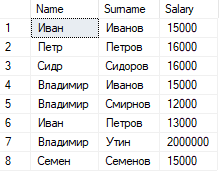 Name Surname Salary
1 Иван Иванов 15000
2 Петр Петров 16000
3 Сидр Сидоров 16000
4 Владимир Иванов 15000
5 Владимир Смирнов 12000
6 Иван Петров 13000
7 Владимир Утин 2000000
8 Семен Семенов 15000